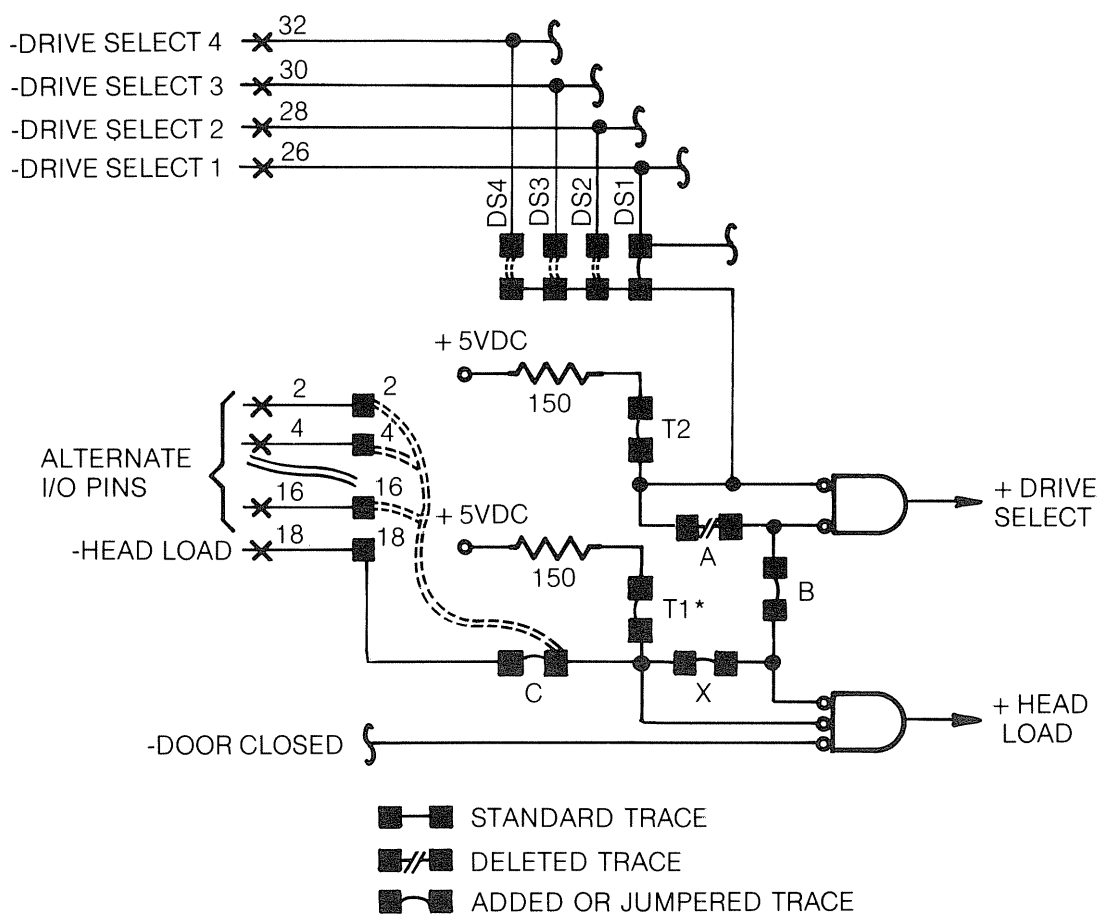 -DRIVE SELECT 4 32
-DRIVE SELECT 3 30
-DRIVE SELECT 2 28
-DRIVE SELECT 1 26
DS4 DS3 DS2 DS1
+ 5VDC
150
T2
2 2
4 4
ALTERNATE
I/O PINS
16 16
-HEAD LOAD 18 18
+ 5VDC
150
T1*
A
B
+ DRIVE
SELECT
C
X
+ HEAD
LOAD
-DOOR CLOSED
STANDARD TRACE
DELETED TRACE
ADDED OR JUMPERED TRACE